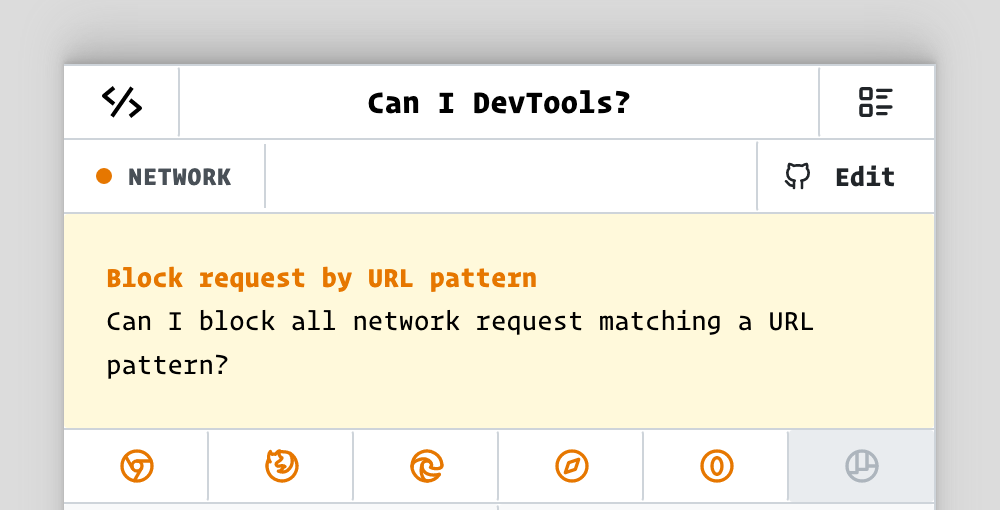 Can I DevTools?
NETWORK
Edit
Block request by URL pattern
Can I block all network request matching a URL
pattern?